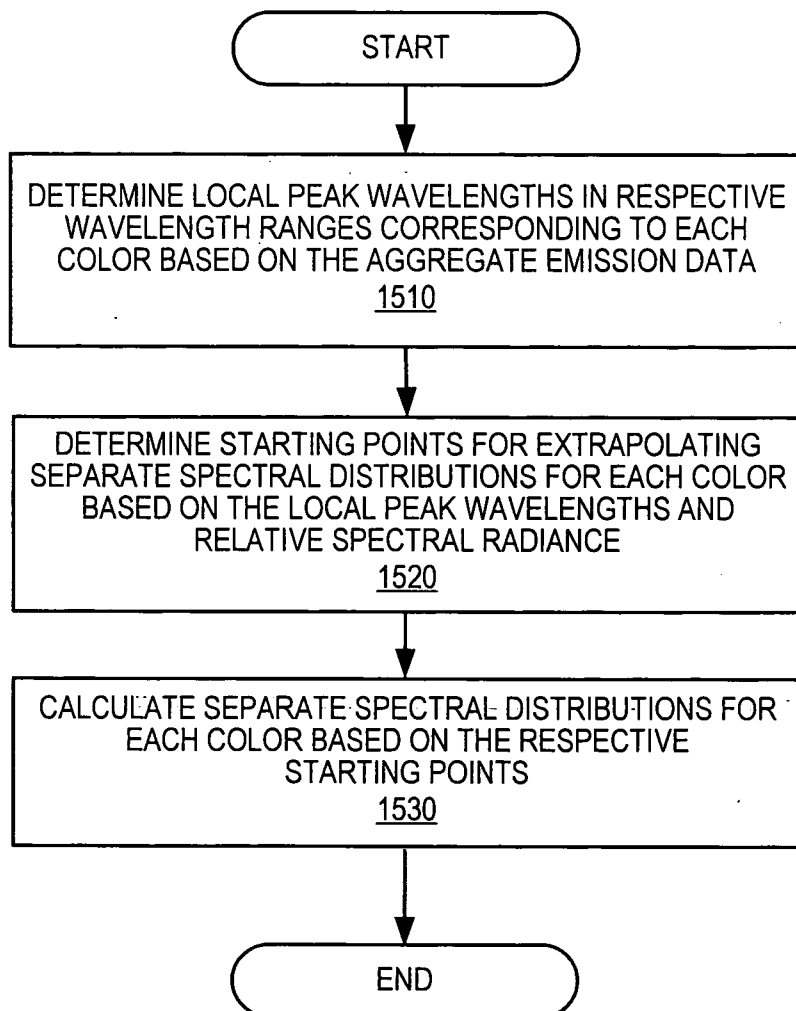 START
DETERMINE LOCAL PEAK WAVELENGTHS IN RESPECTIVE
WAVELENGTH RANGES CORRESPONDING TO EACH
COLOR BASED ON THE AGGREGATE EMISSION DATA
1510
DETERMINE STARTING POINTS FOR EXTRAPOLATING
SEPARATE SPECTRAL DISTRIBUTIONS FOR EACH COLOR
BASED ON THE LOCAL PEAK WAVELENGTHS AND
RELATIVE SPECTRAL RADIANCE
1520
CALCULATE SEPARATE SPECTRAL DISTRIBUTIONS FOR
EACH COLOR BASED ON THE RESPECTIVE
STARTING POINTS
1530
END